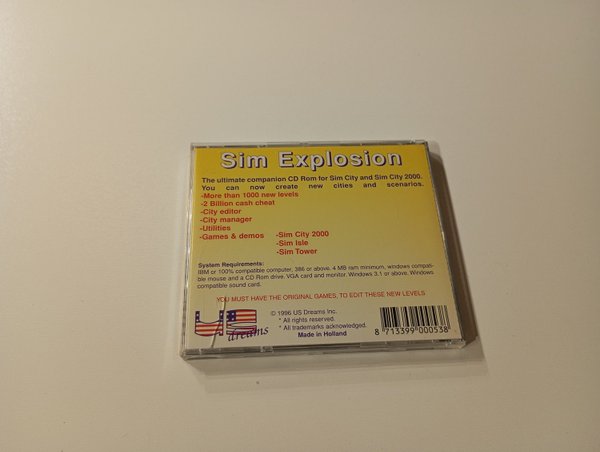 Sim Explosion
The ultimate companion CD Rom for Sim City and Sim City 2000.
You can now create new cities and scenarios.
-More than 1000 new levels
-2 Billion cash cheat
-City editor
-City manager
-Utilities
-Games & demos -Sim City 2000
-Sim Isle
-Sim Tower
System Requirements:
IBM or 100% compatible computer, 386 or above. 4 MB ram minimum, windows compati-
ble mouse and a CD Rom drive. VGA card and monitor. Windows 3.1 or above. Windows
compatible sound card.
YOU MUST HAVE THE ORIGINAL GAMES, TO EDIT THESE NEW LEVELS
US
dreams
© 1996 US Dreams Inc.
* All rights reserved.
* All trademarks acknowledged.
Made in Holland
8 713399 000538